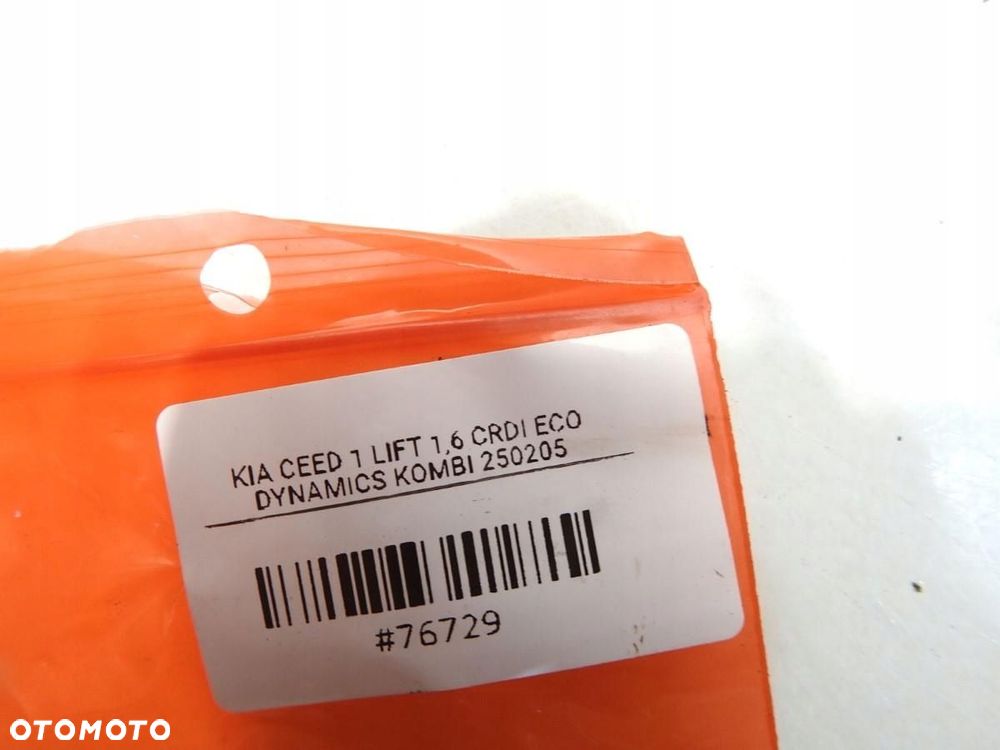 KIA CEED 1 LIFT 1,6 CRDI ECO
DYNAMICS KOMBI 250205
#76729
OTOMOTO